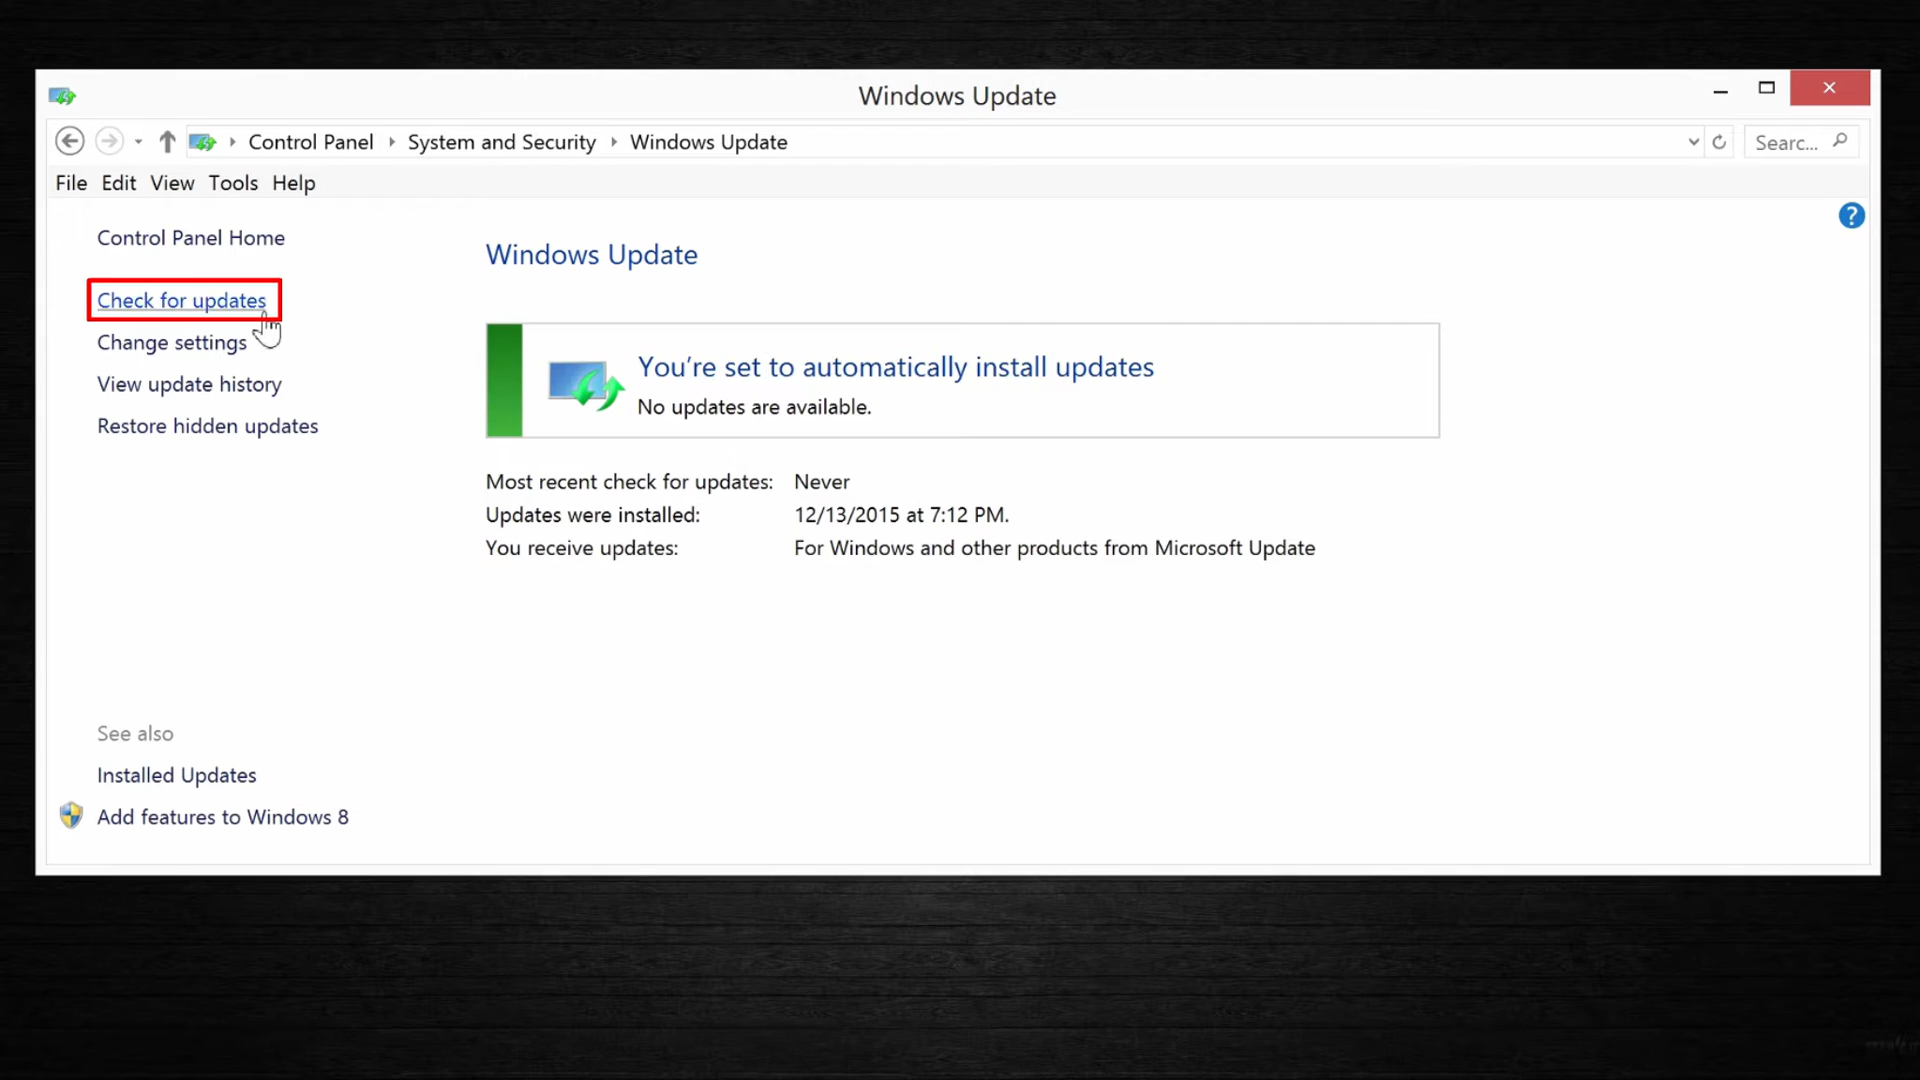 Windows Update
Control Panel
System and Security
Windows Update
Searc...
File Edit View Tools Help
Control Panel Home
Check for updates
Change settings
View update history
Restore hidden updates
Windows Update
You're set to automatically install updates
No updates are available.
Most recent check for updates: Never
Updates were installed: 12/13/2015 at 7:12 PM.
You receive updates: For Windows and other products from Microsoft Update
See also
Installed Updates
Add features to Windows 8